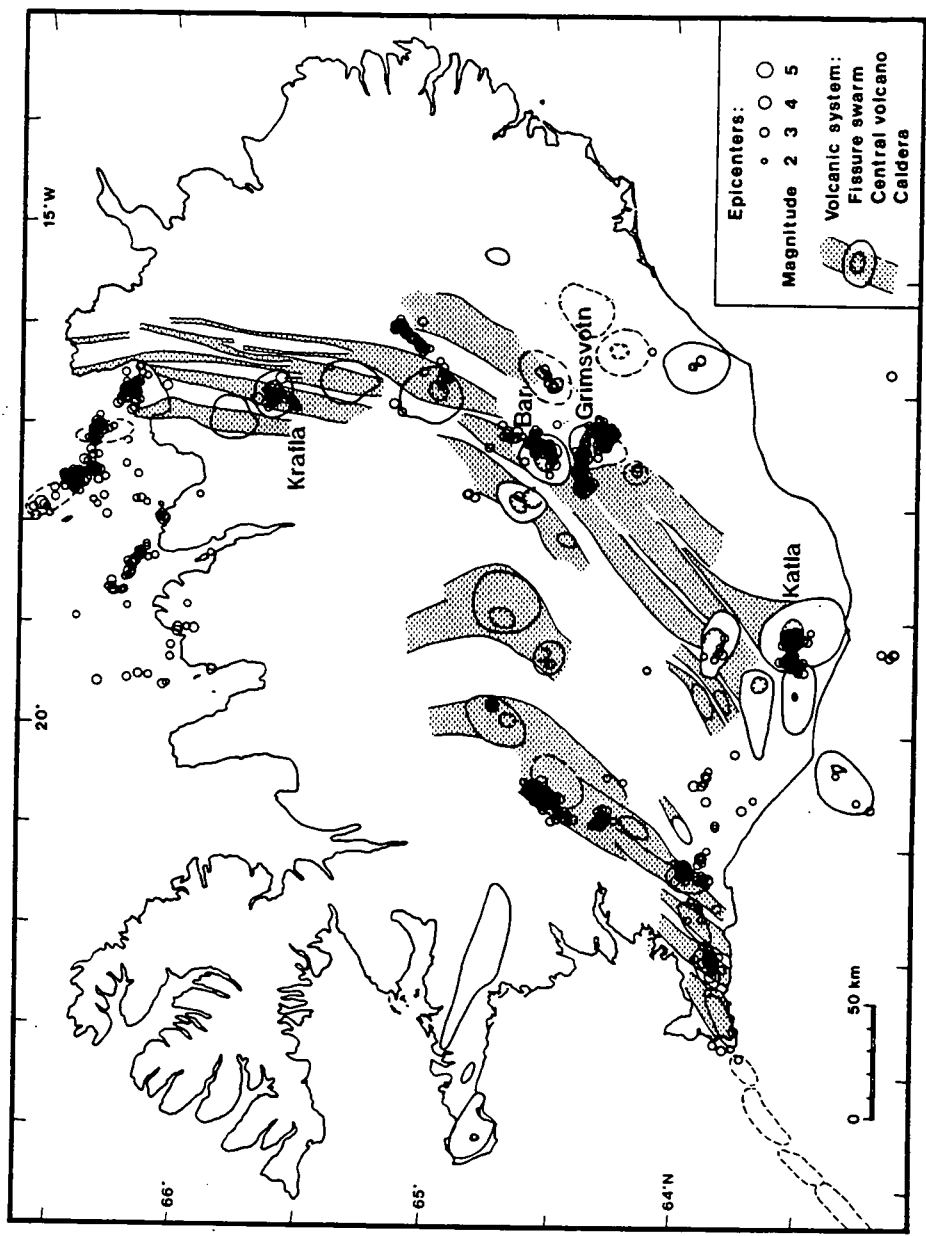 15°W
20°
66°
65°
64°N
Krafla
Bar
Grimsvotn
Katla
0 50 km
Epicenters:
Magnitude 2 3 4 5
Volcanic system:
Fissure swarm
Central volcano
Caldera